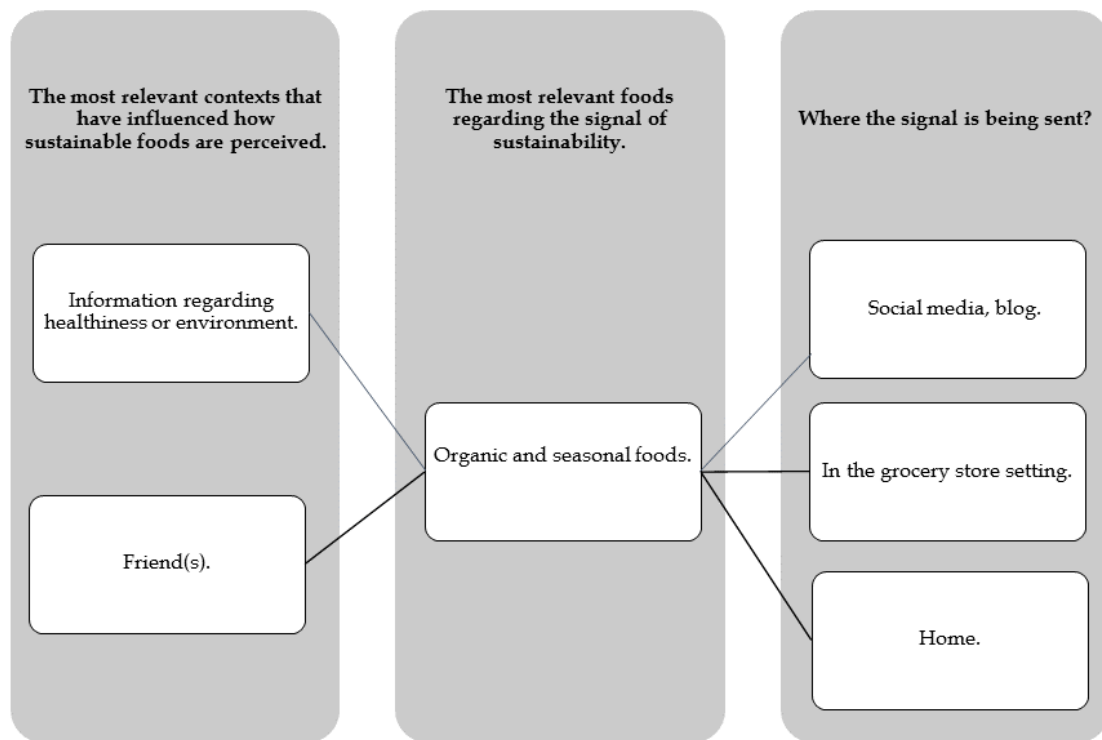 The most relevant contexts that
have influenced how
sustainable foods are perceived.
Information regarding
healthiness or environment.
Friend(s).
The most relevant foods
regarding the signal of
sustainability.
Organic and seasonal foods.
Where the signal is being sent?
Social media, blog.
In the grocery store setting.
Home.